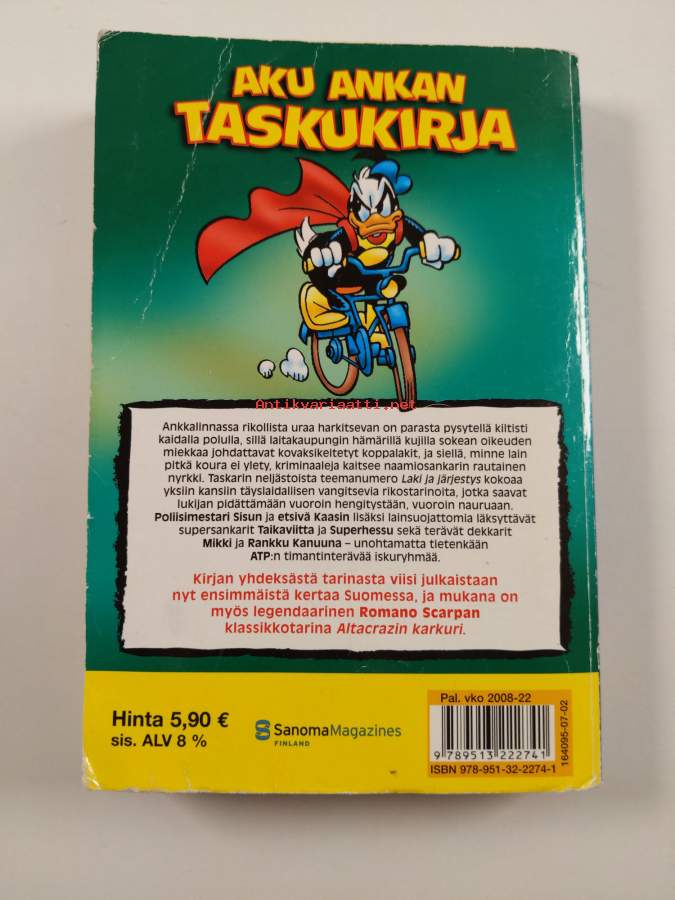 AKU ANKAN
TASKUKIRJA
Antikvariaatti.net
Ankkalinnassa rikollista uraa harkitsevan on parasta pysytellä kiltisti
kaidalla polulla, sillä laitakaupungin hämärillä kujilla sokean oikeuden
miekkaa johdattavat kovaksikeitetyt koppalakit, ja siellä, minne lain
pitkä koura ei ylety, kriminaaleja kaitsee naamiosankarin rautainen
nyrkki. Taskarin neljästoista teemanumero Laki ja järjestys kokoaa
yksiin kansiin täyslaidallisen vangitsevia rikostarinoita, jotka saavat
lukijan pidättämään vuoroin hengitystään, vuoroin nauruaan.
Poliisimestari Sisun ja etsivä Kaasin lisäksi lainsuojattomia läksyttävät
supersankarit Taikaviitta ja Superhessu sekä terävät dekkarit
Mikki ja Rankku Kanuuna – unohtamatta tietenkään
ATP:n timantinterävää iskuryhmää.
Kirjan yhdeksästä tarinasta viisi julkaistaan
nyt ensimmäistä kertaa Suomessa, ja mukana on
myös legendaarinen Romano Scarpan
klassikkotarina Altacrazin karkuri.
Hinta 5,90 €
sis. ALV 8 %
SanomaMagazines
FINLAND
Pal. vko 2008-22
9 789513 222741
ISBN 978-951-32-2274-1
164095-07-02